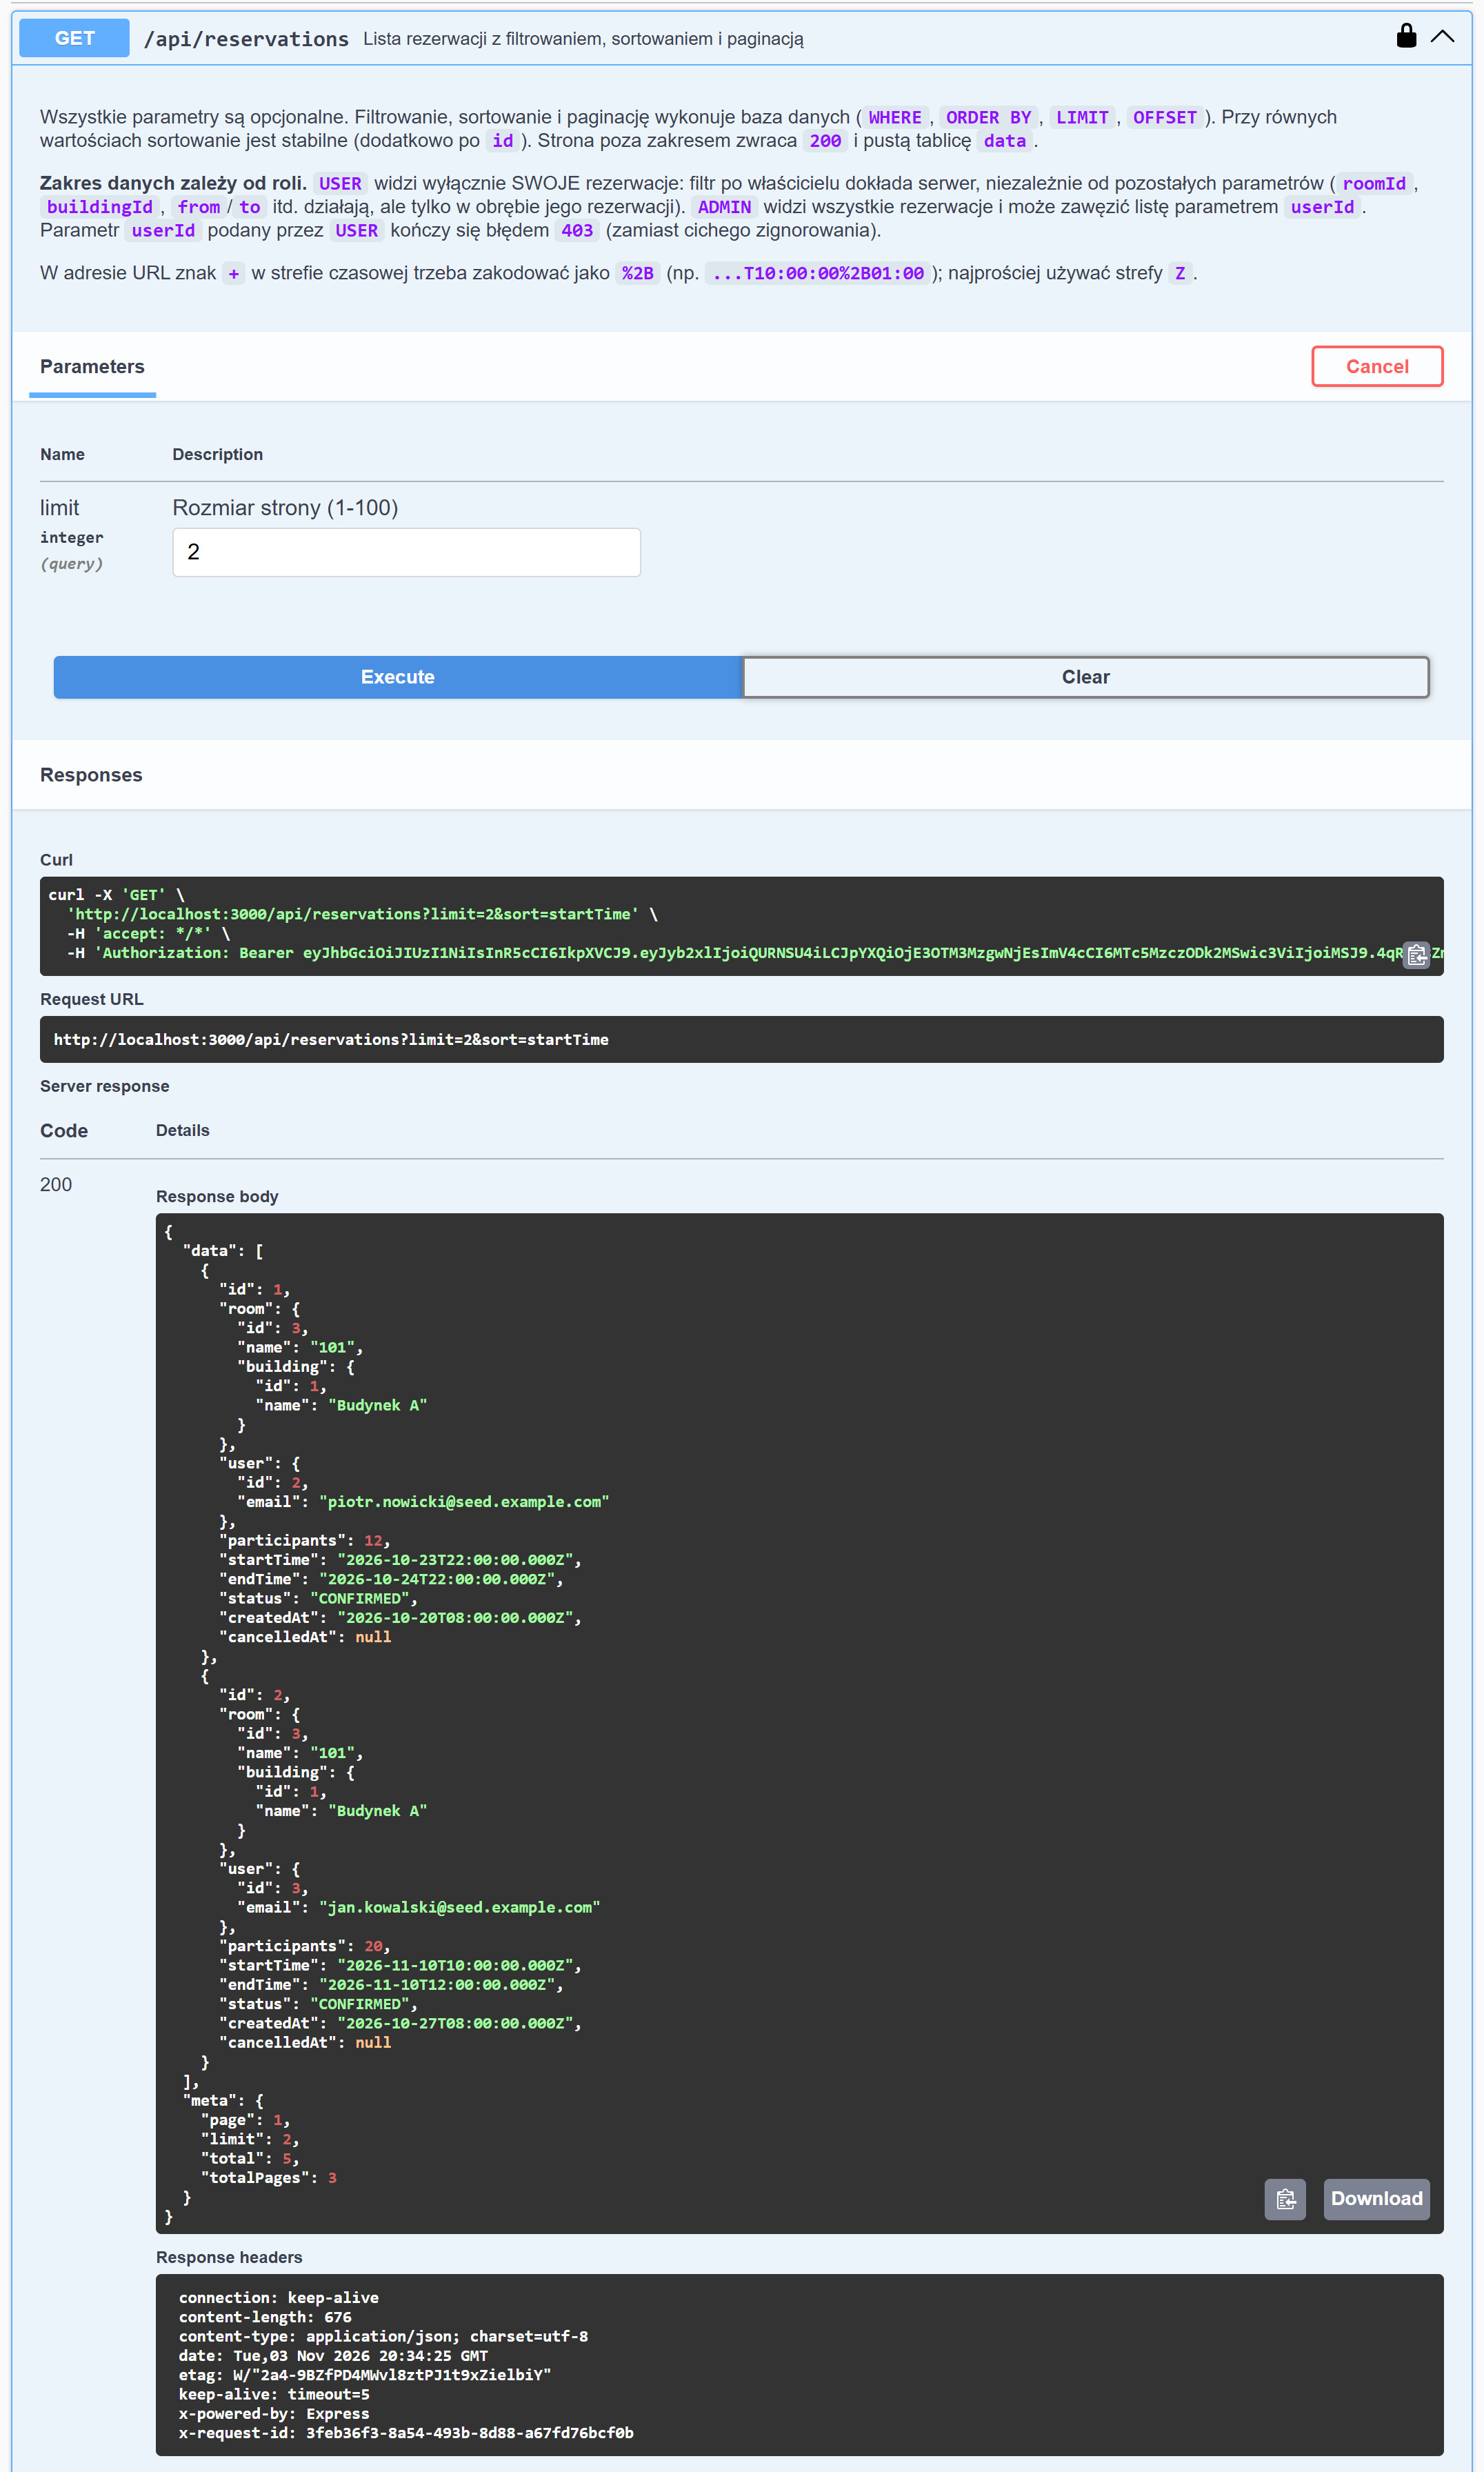 GET /api/reservations Lista rezerwacji z filtrowaniem, sortowaniem i paginacją
Wszystkie parametry są opcjonalne. Filtrowanie, sortowanie i paginację wykonuje baza danych ( WHERE , ORDER BY , LIMIT , OFFSET ). Przy równych
wartościach sortowanie jest stabilne (dodatkowo po id ). Strona poza zakresem zwraca 200 i pustą tablicę data .
Zakres danych zależy od roli. USER widzi wyłącznie SWOJE rezerwacje: filtr po właścicielu dokłada serwer, niezależnie od pozostałych parametrów ( roomId ,
buildingId , from / to itd. działają, ale tylko w obrębie jego rezerwacji). ADMIN widzi wszystkie rezerwacje i może zawęzić listę parametrem userId .
Parametr userId podany przez USER kończy się błędem 403 (zamiast cichego zignorowania).
W adresie URL znak + w strefie czasowej trzeba zakodować jako %2B (np. ...T10:00:00%2B01:00 ); najprościej używać strefy Z .
Parameters
Cancel
Name Description
limit Rozmiar strony (1-100)
integer
(query)
2
Execute
Clear
Responses
Curl
curl -X 'GET' \
'http://localhost:3000/api/reservations?limit=2&sort=startTime' \
-H 'accept: */*' \
-H 'Authorization: Bearer eyJhbGciOiJIUzI1NiIsInR5cCI6IkpXVCJ9.eyJyb2xlIjoiQURNSU4iLCJpYXQiOjE3OTM3MzgwNjEsImV4cCI6MTc5MzczODk2MSwic3ViIjoiMSJ9.4qR
Request URL
http://localhost:3000/api/reservations?limit=2&sort=startTime
Server response
Code Details
200
Response body
{
"data": [
{
"id": 1,
"room": {
"id": 3,
"name": "101",
"building": {
"id": 1,
"name": "Budynek A"
}
},
"user": {
"id": 2,
"email": "piotr.nowicki@seed.example.com"
},
"participants": 12,
"startTime": "2026-10-23T22:00:00.000Z",
"endTime": "2026-10-24T22:00:00.000Z",
"status": "CONFIRMED",
"createdAt": "2026-10-20T08:00:00.000Z",
"cancelledAt": null
},
{
"id": 2,
"room": {
"id": 3,
"name": "101",
"building": {
"id": 1,
"name": "Budynek A"
}
},
"user": {
"id": 3,
"email": "jan.kowalski@seed.example.com"
},
"participants": 20,
"startTime": "2026-11-10T10:00:00.000Z",
"endTime": "2026-11-10T12:00:00.000Z",
"status": "CONFIRMED",
"createdAt": "2026-10-27T08:00:00.000Z",
"cancelledAt": null
}
],
"meta": {
"page": 1,
"limit": 2,
"total": 5,
"totalPages": 3
}
}
Download
Response headers
connection: keep-alive
content-length: 676
content-type: application/json; charset=utf-8
date: Tue,03 Nov 2026 20:34:25 GMT
etag: W/"2a4-9BZfPD4MWvl8ztPJ1t9xZielbiY"
keep-alive: timeout=5
x-powered-by: Express
x-request-id: 3feb36f3-8a54-493b-8d88-a67fd76bcf0b